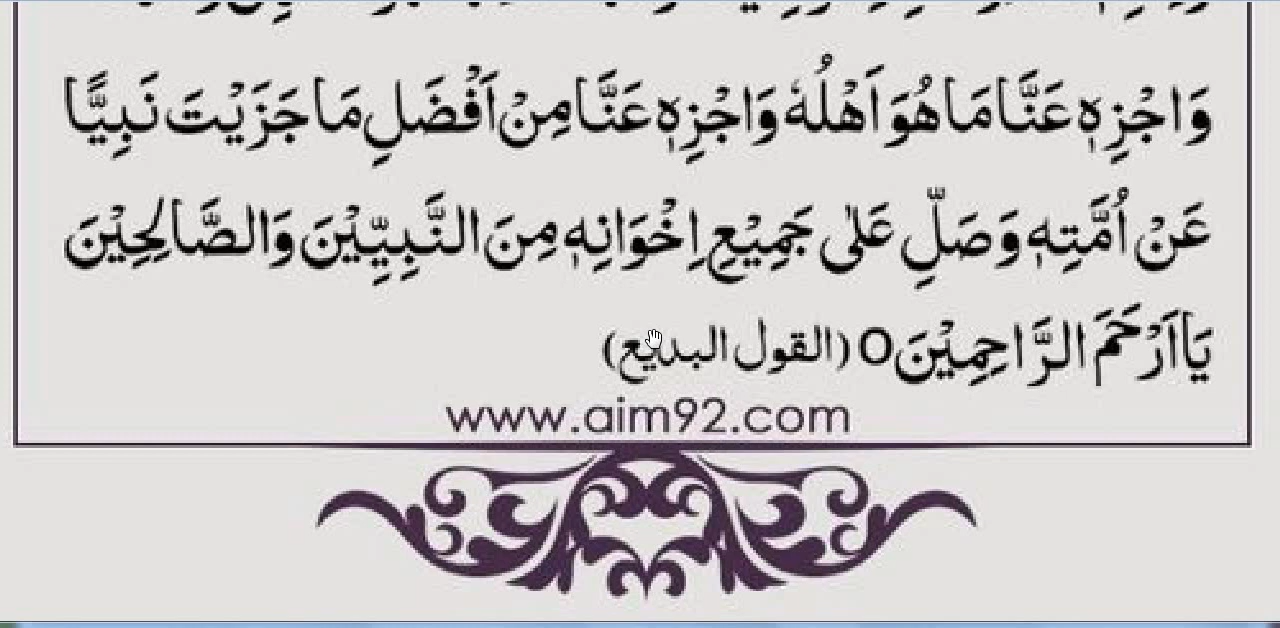 وَاجْزِهٖ عَنَّا مَا هُوَ اَهْلُهٗ وَاجْزِهٖ عَنَّا مِنْ اَفْضَلِ مَا جَزَيْتَ نَبِيًّا
عَنْ اُمَّتِهٖ وَصَلِّ عَلٰى جَمِيْعِ اِخْوَانِهٖ مِنَ النَّبِيِّيْنَ وَالصَّالِحِيْنَ
يَا اَرْحَمَ الرَّاحِمِيْنَ ○ (القول البديع)
www.aim92.com